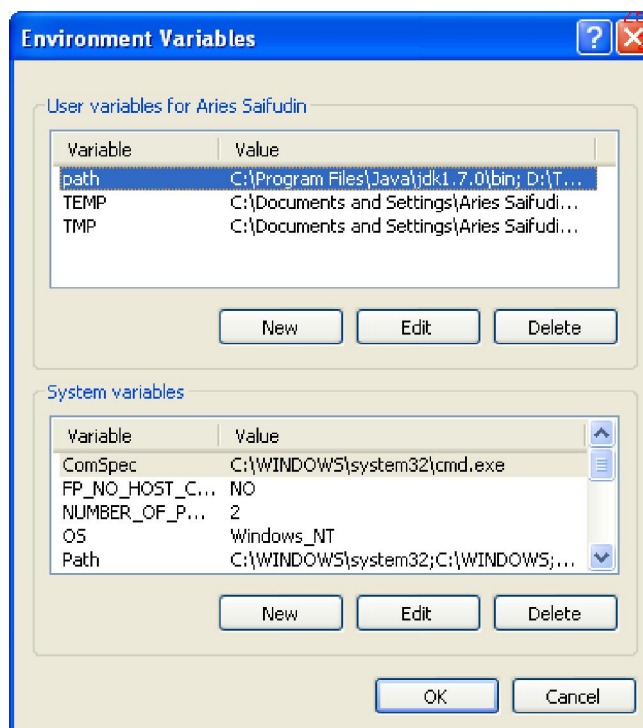 Environment Variables
User variables for Aries Saifudin
Variable Value
path C:\Program Files\Java\jdk1.7.0\bin; D:\T...
TEMP C:\Documents and Settings\Aries Saifudi...
TMP C:\Documents and Settings\Aries Saifudi...
New Edit Delete
System variables
Variable Value
ComSpec C:\WINDOWS\system32\cmd.exe
FP_NO_HOST_C... NO
NUMBER_OF_P... 2
OS Windows_NT
Path C:\WINDOWS\system32;C:\WINDOWS;...
New Edit Delete
OK Cancel